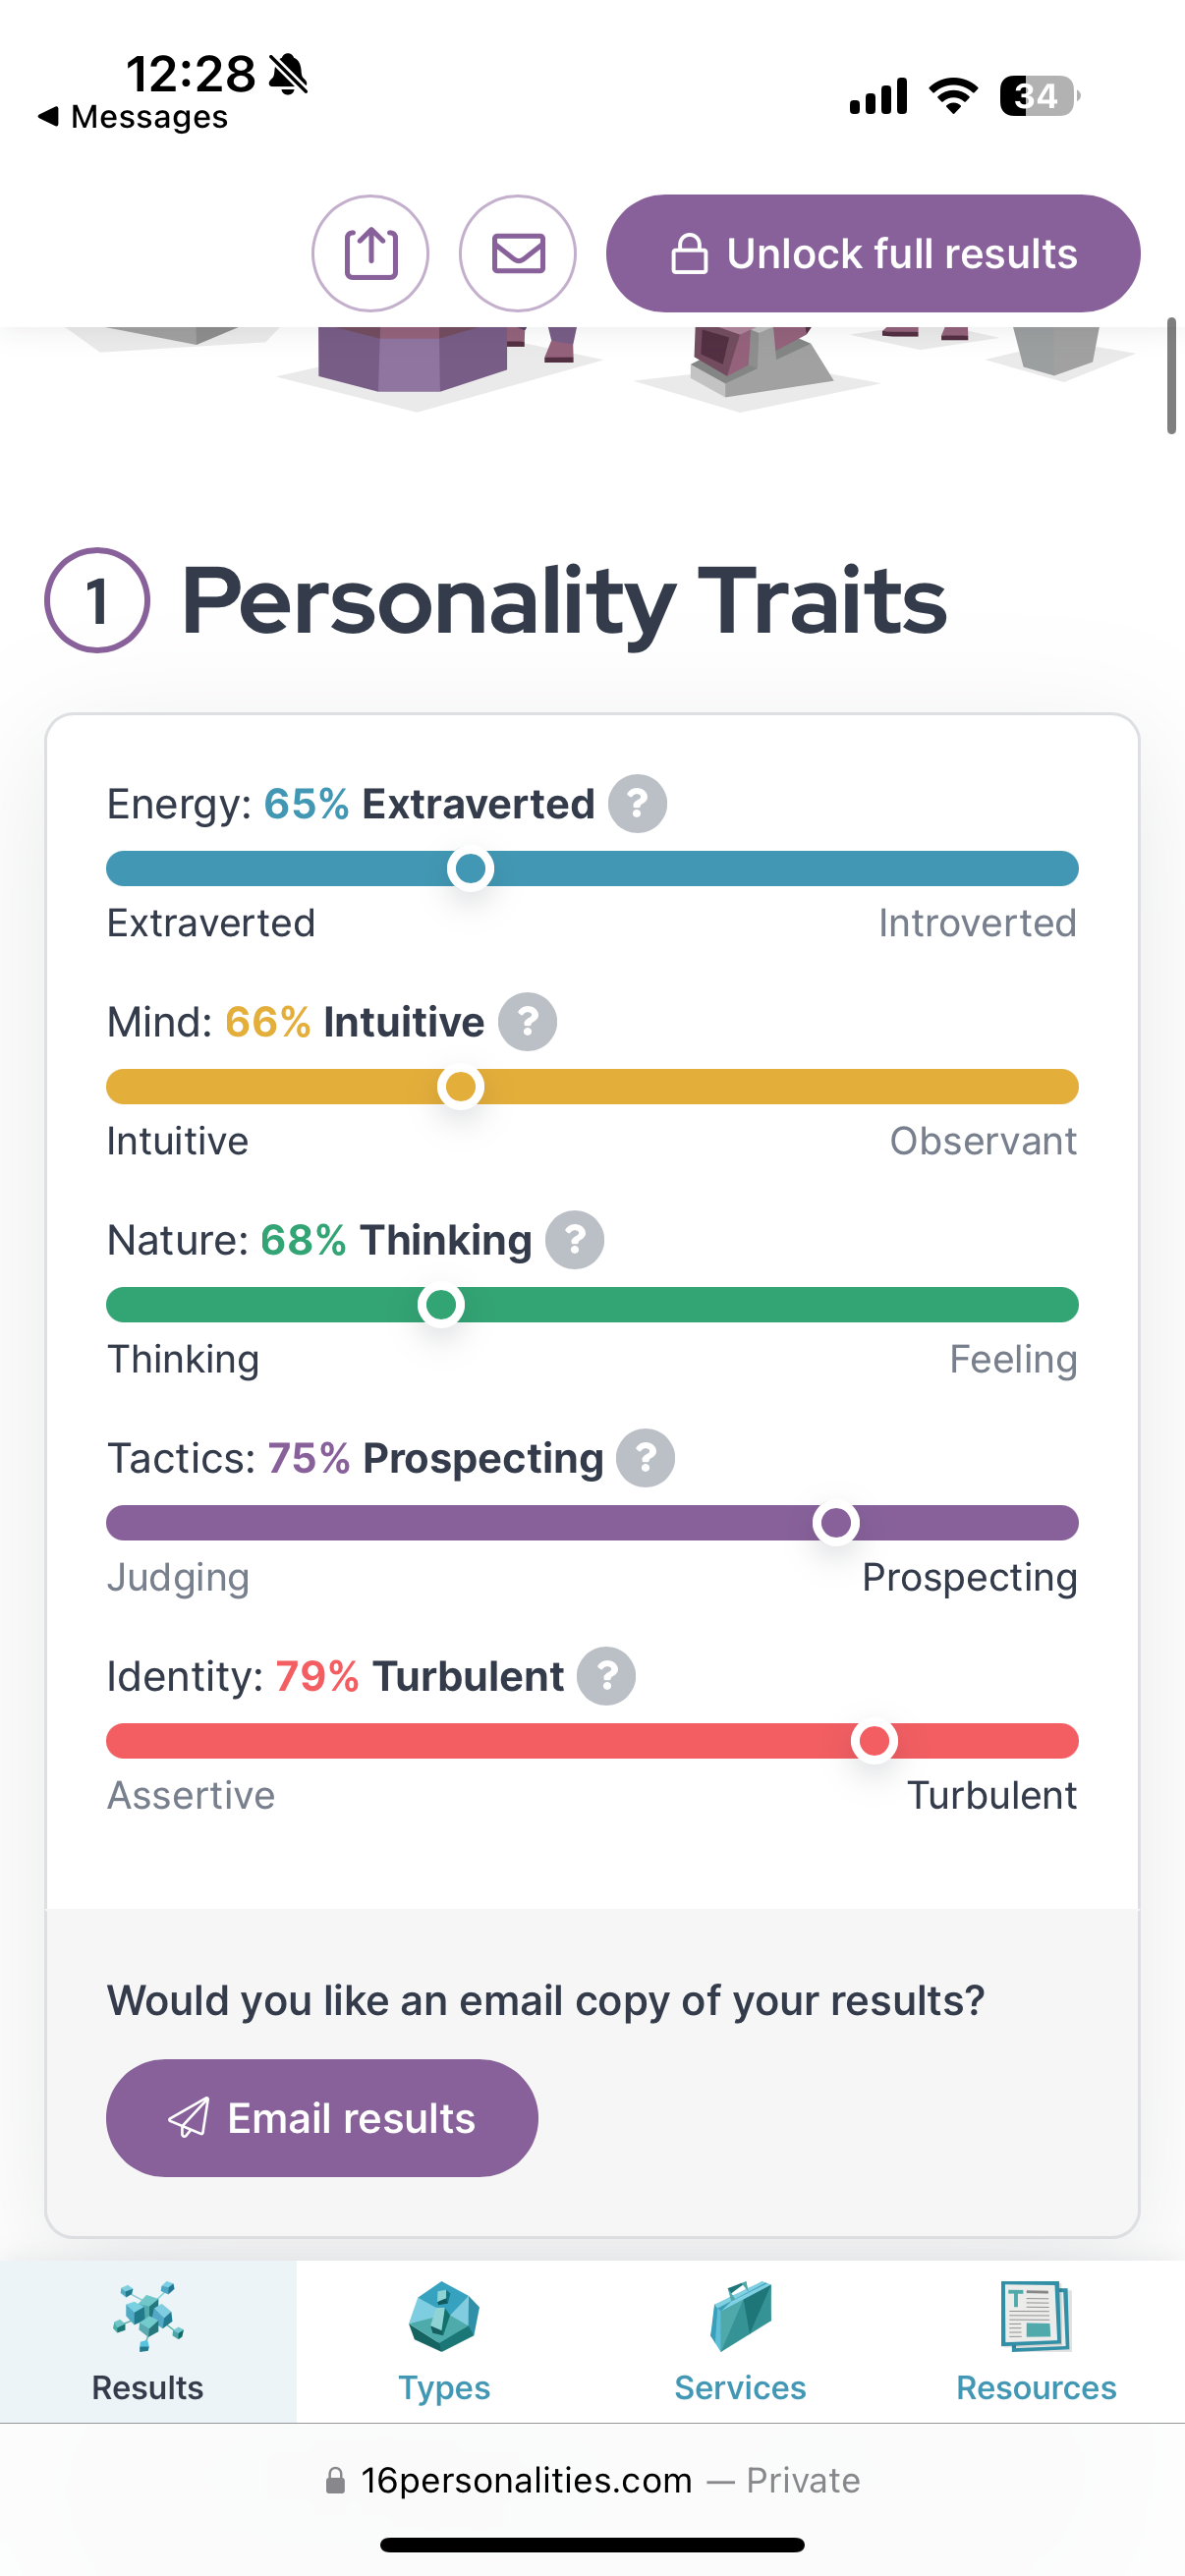 12:28
Messages
34
Unlock full results
1 Personality Traits
Energy: 65% Extraverted ?
Extraverted Introverted
Mind: 66% Intuitive ?
Intuitive Observant
Nature: 68% Thinking ?
Thinking Feeling
Tactics: 75% Prospecting ?
Judging Prospecting
Identity: 79% Turbulent ?
Assertive Turbulent
Would you like an email copy of your results?
Email results
Results Types Services Resources
16personalities.com — Private